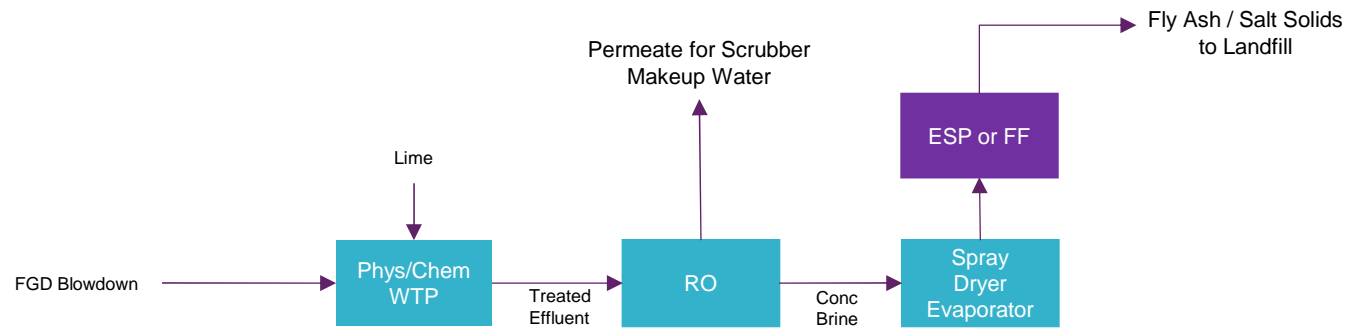 Fly Ash / Salt Solids
to Landfill
Permeate for Scrubber
Makeup Water
ESP or FF
Lime
FGD Blowdown
Phys/Chem
WTP
Treated
Effluent
RO
Conc
Brine
Spray
Dryer
Evaporator